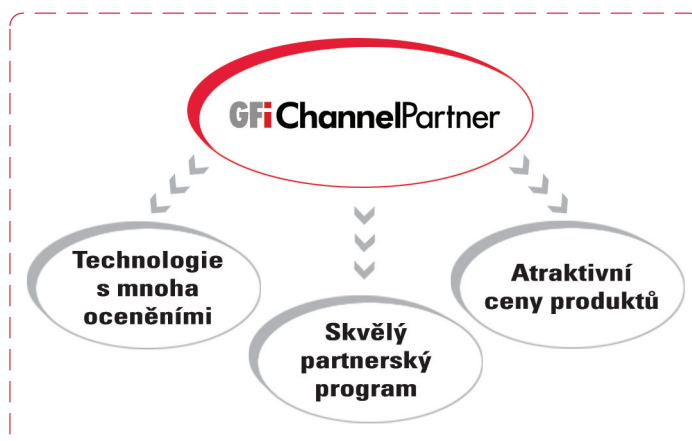 GFi ChannelPartner
Technologie
s mnoha
oceněními
Skvělý
partnerský
program
Atraktivní
ceny produktů